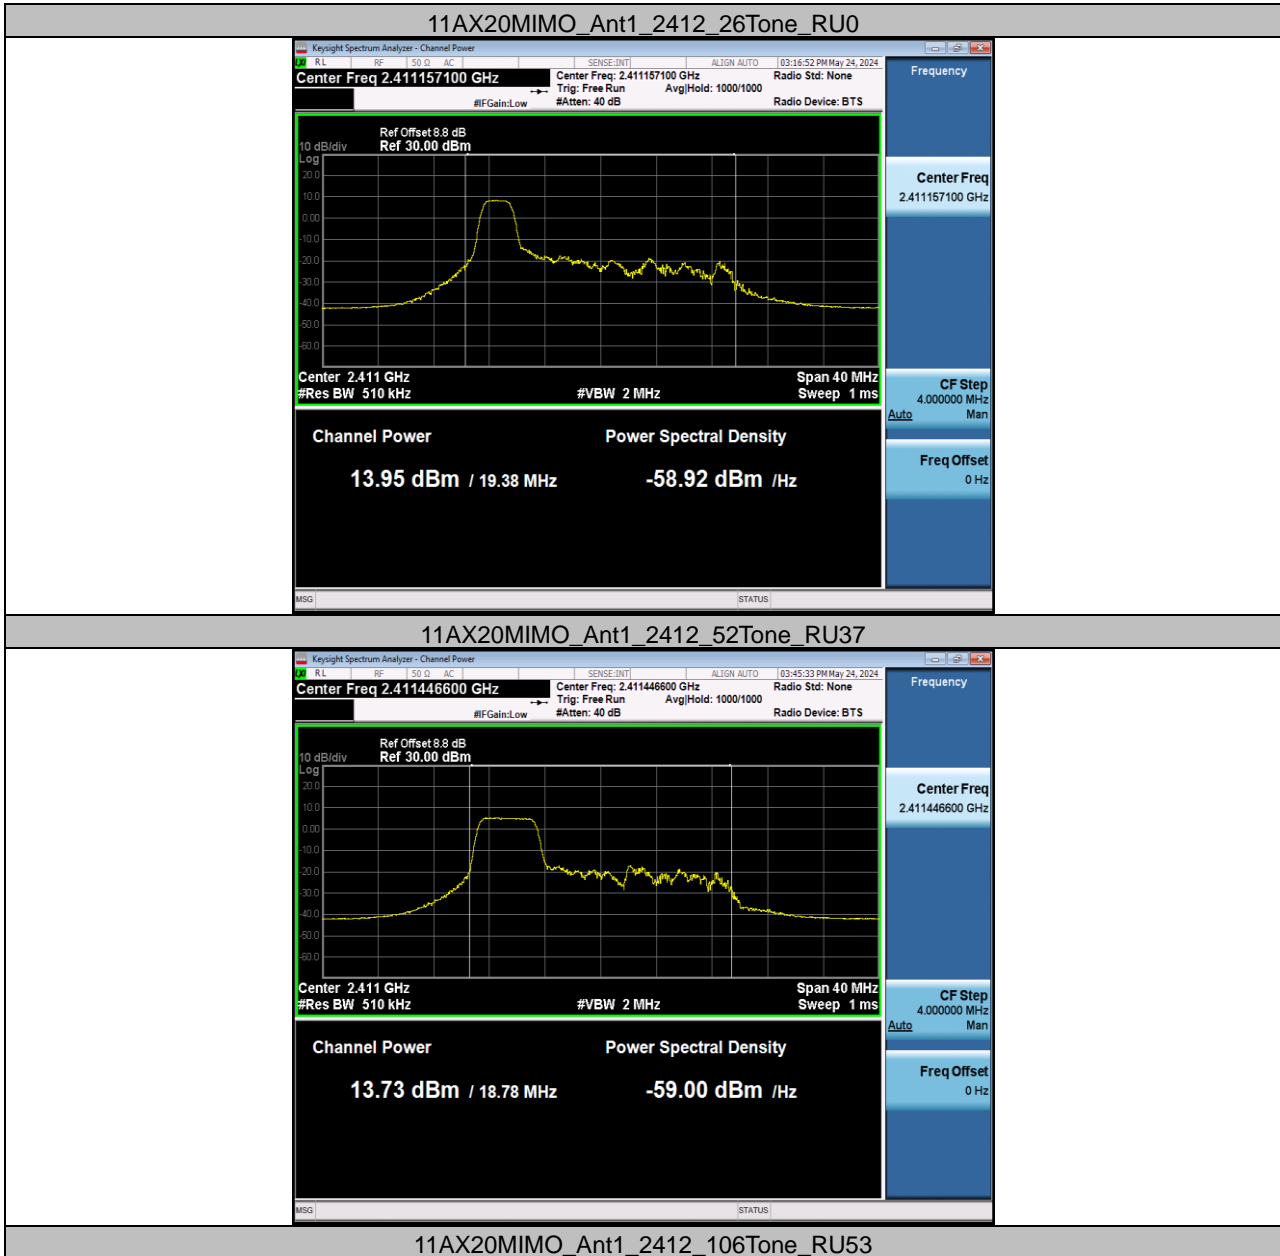 11AX20MIMO_Ant1_2412_26Tone_RU0
Keysight Spectrum Analyzer - Channel Power
RL RF 50 Ω AC SENSE:INT ALIGN AUTO 03:16:52 PM May 24, 2024
Center Freq 2.411157100 GHz
Center Freq: 2.411157100 GHz
Radio Std: None
Trig: Free Run
Avg|Hold: 1000/1000
#IFGain:Low
#Atten: 40 dB
Radio Device: BTS
Frequency
Ref Offset 8.8 dB
10 dB/div
Ref 30.00 dBm
Log
20.0
10.0
0.00
-10.0
-20.0
-30.0
-40.0
-50.0
-60.0
Center Freq
2.411157100 GHz
Center 2.411 GHz
Span 40 MHz
#Res BW 510 kHz
#VBW 2 MHz
Sweep 1 ms
CF Step
4.000000 MHz
Auto Man
Freq Offset
0 Hz
Channel Power
Power Spectral Density
13.95 dBm / 19.38 MHz
-58.92 dBm /Hz
MSG
STATUS
11AX20MIMO_Ant1_2412_52Tone_RU37
Keysight Spectrum Analyzer - Channel Power
RL RF 50 Ω AC SENSE:INT ALIGN AUTO 03:45:33 PM May 24, 2024
Center Freq 2.411446600 GHz
Center Freq: 2.411446600 GHz
Radio Std: None
Trig: Free Run
Avg|Hold: 1000/1000
#IFGain:Low
#Atten: 40 dB
Radio Device: BTS
Frequency
Ref Offset 8.8 dB
10 dB/div
Ref 30.00 dBm
Log
20.0
10.0
0.00
-10.0
-20.0
-30.0
-40.0
-50.0
-60.0
Center Freq
2.411446600 GHz
Center 2.411 GHz
Span 40 MHz
#Res BW 510 kHz
#VBW 2 MHz
Sweep 1 ms
CF Step
4.000000 MHz
Auto Man
Freq Offset
0 Hz
Channel Power
Power Spectral Density
13.73 dBm / 18.78 MHz
-59.00 dBm /Hz
MSG
STATUS
11AX20MIMO_Ant1_2412_106Tone_RU53